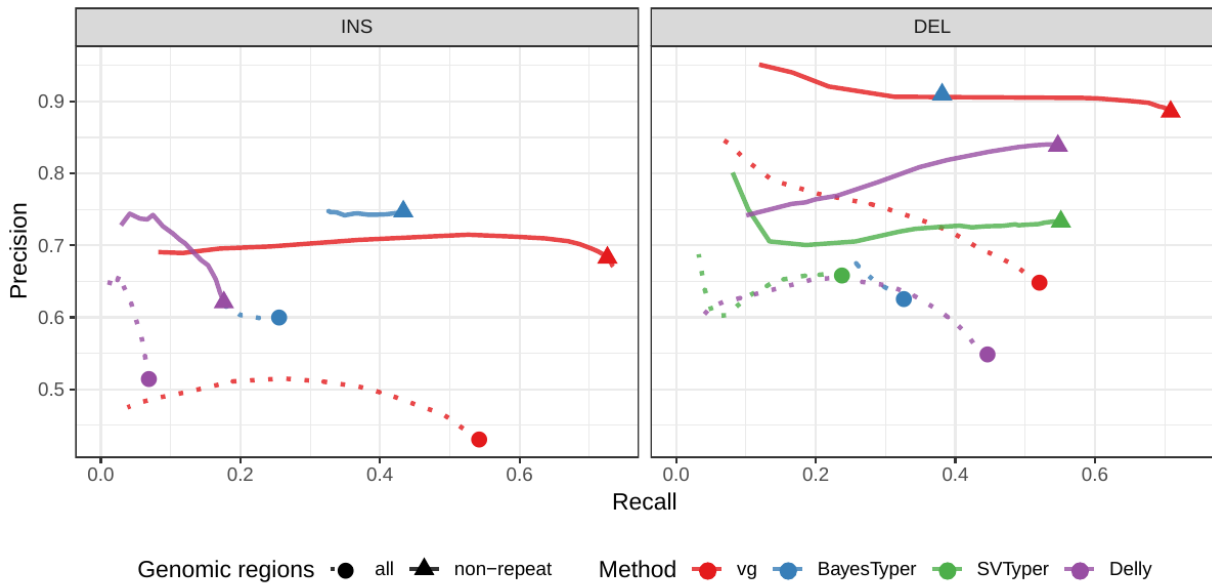 INS DEL
Precision
0.9
0.8
0.7
0.6
0.5
0.0 0.2 0.4 0.6 0.0 0.2 0.4 0.6
Recall
Genomic regions all non−repeat Method vg BayesTyper SVTyper Delly